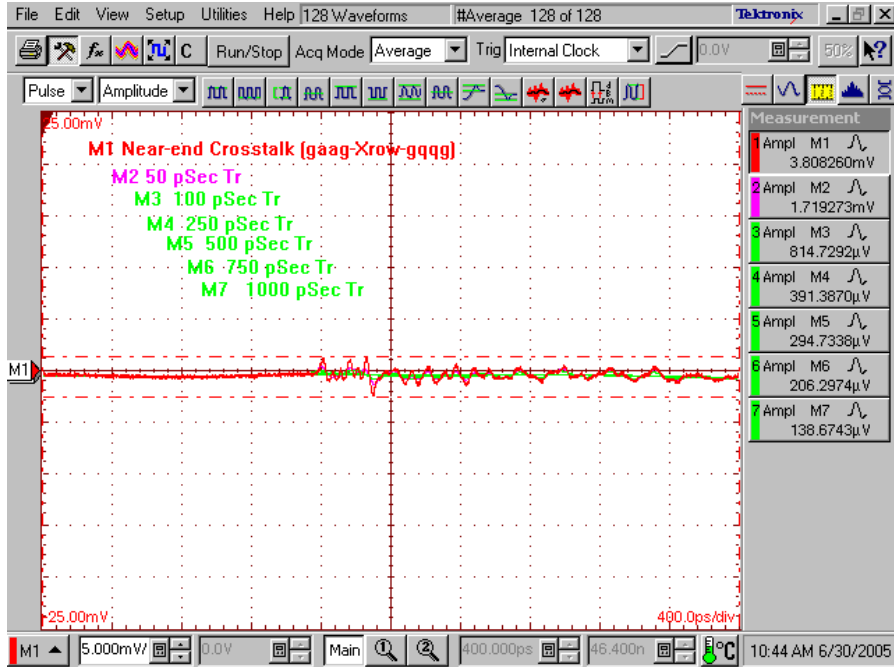 File Edit View Setup Utilities Help 128 Waveforms #Average 128 of 128 Tektronix
C Run/Stop Acq Mode Average Trig Internal Clock 0.0V 50%
Pulse Amplitude
25.00mV
M1 Near-end Crosstalk (gaag-Xrow-gqqg)
M2 50 pSec Tr
M3 100 pSec Tr
M4 250 pSec Tr
M5 500 pSec Tr
M6 750 pSec Tr
M7 1000 pSec Tr
M1
-25.00mV
400.0ps/div
Measurement
1 Ampl M1
3.808260mV
2 Ampl M2
1.719273mV
3 Ampl M3
814.7292µV
4 Ampl M4
391.3870µV
5 Ampl M5
294.7338µV
6 Ampl M6
206.2974µV
7 Ampl M7
138.6743µV
M1 5.000mV/ 0.0V Main 1 2 400.000ps 46.400n °C 10:44 AM 6/30/2005